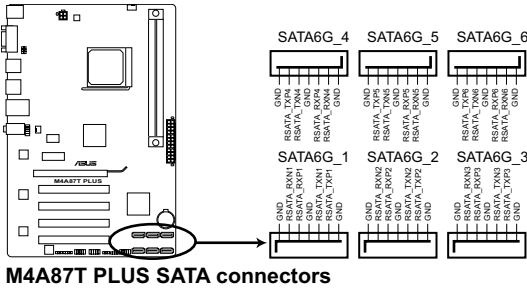 SATA6G_4 SATA6G_5 SATA6G_6
GND
RSATA_TXP4
RSATA_TXN4
GND
RSATA_RXP4
RSATA_RXN4
GND
GND
RSATA_TXP5
RSATA_TXN5
GND
RSATA_RXP5
RSATA_RXN5
GND
GND
RSATA_TXP6
RSATA_TXN6
GND
RSATA_RXP6
RSATA_RXN6
GND
SATA6G_1 SATA6G_2 SATA6G_3
GND
RSATA_RXN1
RSATA_RXP1
GND
RSATA_TXN1
RSATA_TXP1
GND
GND
RSATA_RXN2
RSATA_RXP2
GND
RSATA_TXN2
RSATA_TXP2
GND
GND
RSATA_RXN3
RSATA_RXP3
GND
RSATA_TXN3
RSATA_TXP3
GND
ASUS
M4A87T PLUS
M4A87T PLUS SATA connectors